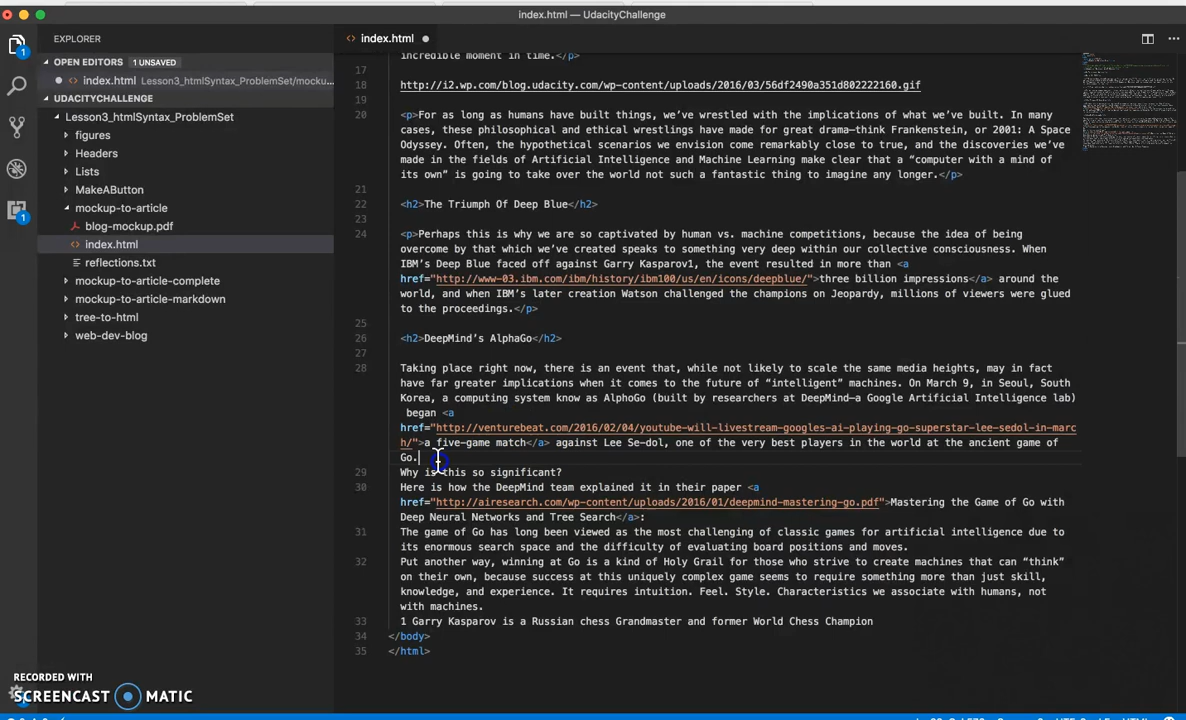 index.html — UdacityChallenge
EXPLORER
index.html
OPEN EDITORS 1 UNSAVED
index.html Lesson3_htmlSyntax_ProblemSet/mocku...
UDACITYCHALLENGE
Lesson3_htmlSyntax_ProblemSet
figures
Headers
Lists
MakeAButton
mockup-to-article
blog-mockup.pdf
index.html
reflections.txt
mockup-to-article-complete
mockup-to-article-markdown
tree-to-html
web-dev-blog
1
1
incredible moment in time.</p>
17
18 http://i2.wp.com/blog.udacity.com/wp-content/uploads/2016/03/56df2490a351d802222160.gif
19
20 <p>For as long as humans have built things, we’ve wrestled with the implications of what we’ve built. In many
cases, these philosophical and ethical wrestlings have made for great drama—think Frankenstein, or 2001: A Space
Odyssey. Often, the hypothetical scenarios we envision come remarkably close to true, and the discoveries we’ve
made in the fields of Artificial Intelligence and Machine Learning make clear that a “computer with a mind of
its own” is going to take over the world not such a fantastic thing to imagine any longer.</p>
21
22 <h2>The Triumph Of Deep Blue</h2>
23
24 <p>Perhaps this is why we are so captivated by human vs. machine competitions, because the idea of being
overcome by that which we’ve created speaks to something very deep within our collective consciousness. When
IBM’s Deep Blue faced off against Garry Kasparov1, the event resulted in more than <a
href="http://www-03.ibm.com/ibm/history/ibm100/us/en/icons/deepblue/">three billion impressions</a> around the
world, and when IBM’s later creation Watson challenged the champions on Jeopardy, millions of viewers were glued
to the proceedings.</p>
25
26 <h2>DeepMind’s AlphaGo</h2>
27
28 Taking place right now, there is an event that, while not likely to scale the same media heights, may in fact
have far greater implications when it comes to the future of “intelligent” machines. On March 9, in Seoul, South
Korea, a computing system know as AlphoGo (built by researchers at DeepMind—a Google Artificial Intelligence lab)
began <a
href="http://venturebeat.com/2016/02/04/youtube-will-livestream-googles-ai-playing-go-superstar-lee-sedol-in-marc
h/">a five-game match</a> against Lee Se-dol, one of the very best players in the world at the ancient game of
Go.
29 Why is this so significant?
30 Here is how the DeepMind team explained it in their paper <a
href="http://airesearch.com/wp-content/uploads/2016/01/deepmind-mastering-go.pdf">Mastering the Game of Go with
Deep Neural Networks and Tree Search</a>:
31 The game of Go has long been viewed as the most challenging of classic games for artificial intelligence due to
its enormous search space and the difficulty of evaluating board positions and moves.
32 Put another way, winning at Go is a kind of Holy Grail for those who strive to create machines that can “think”
on their own, because success at this uniquely complex game seems to require something more than just skill,
knowledge, and experience. It requires intuition. Feel. Style. Characteristics we associate with humans, not
with machines.
33 1 Garry Kasparov is a Russian chess Grandmaster and former World Chess Champion
34 </body>
35 </html>
RECORDED WITH
SCREENCAST MATIC